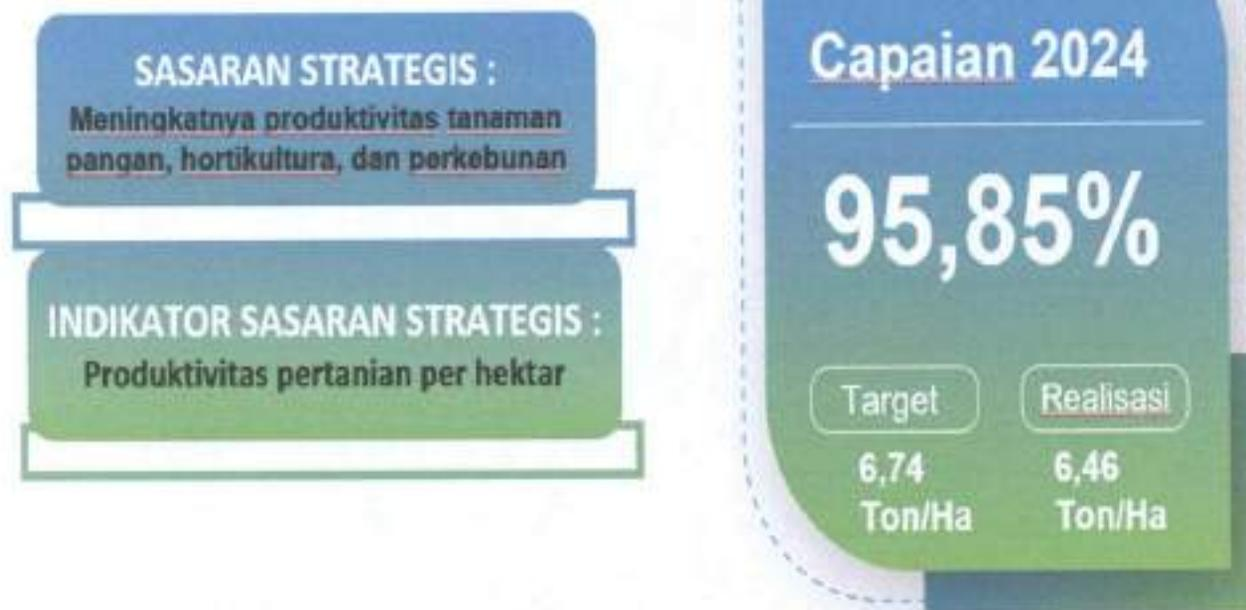 SASARAN STRATEGIS :
Meningkatnya produktivitas tanaman
pangan, hortikultura, dan perkebunan
INDIKATOR SASARAN STRATEGIS :
Produktivitas pertanian per hektar
Capaian 2024
95,85%
Target
Realisasi
6,74
Ton/Ha
6,46
Ton/Ha